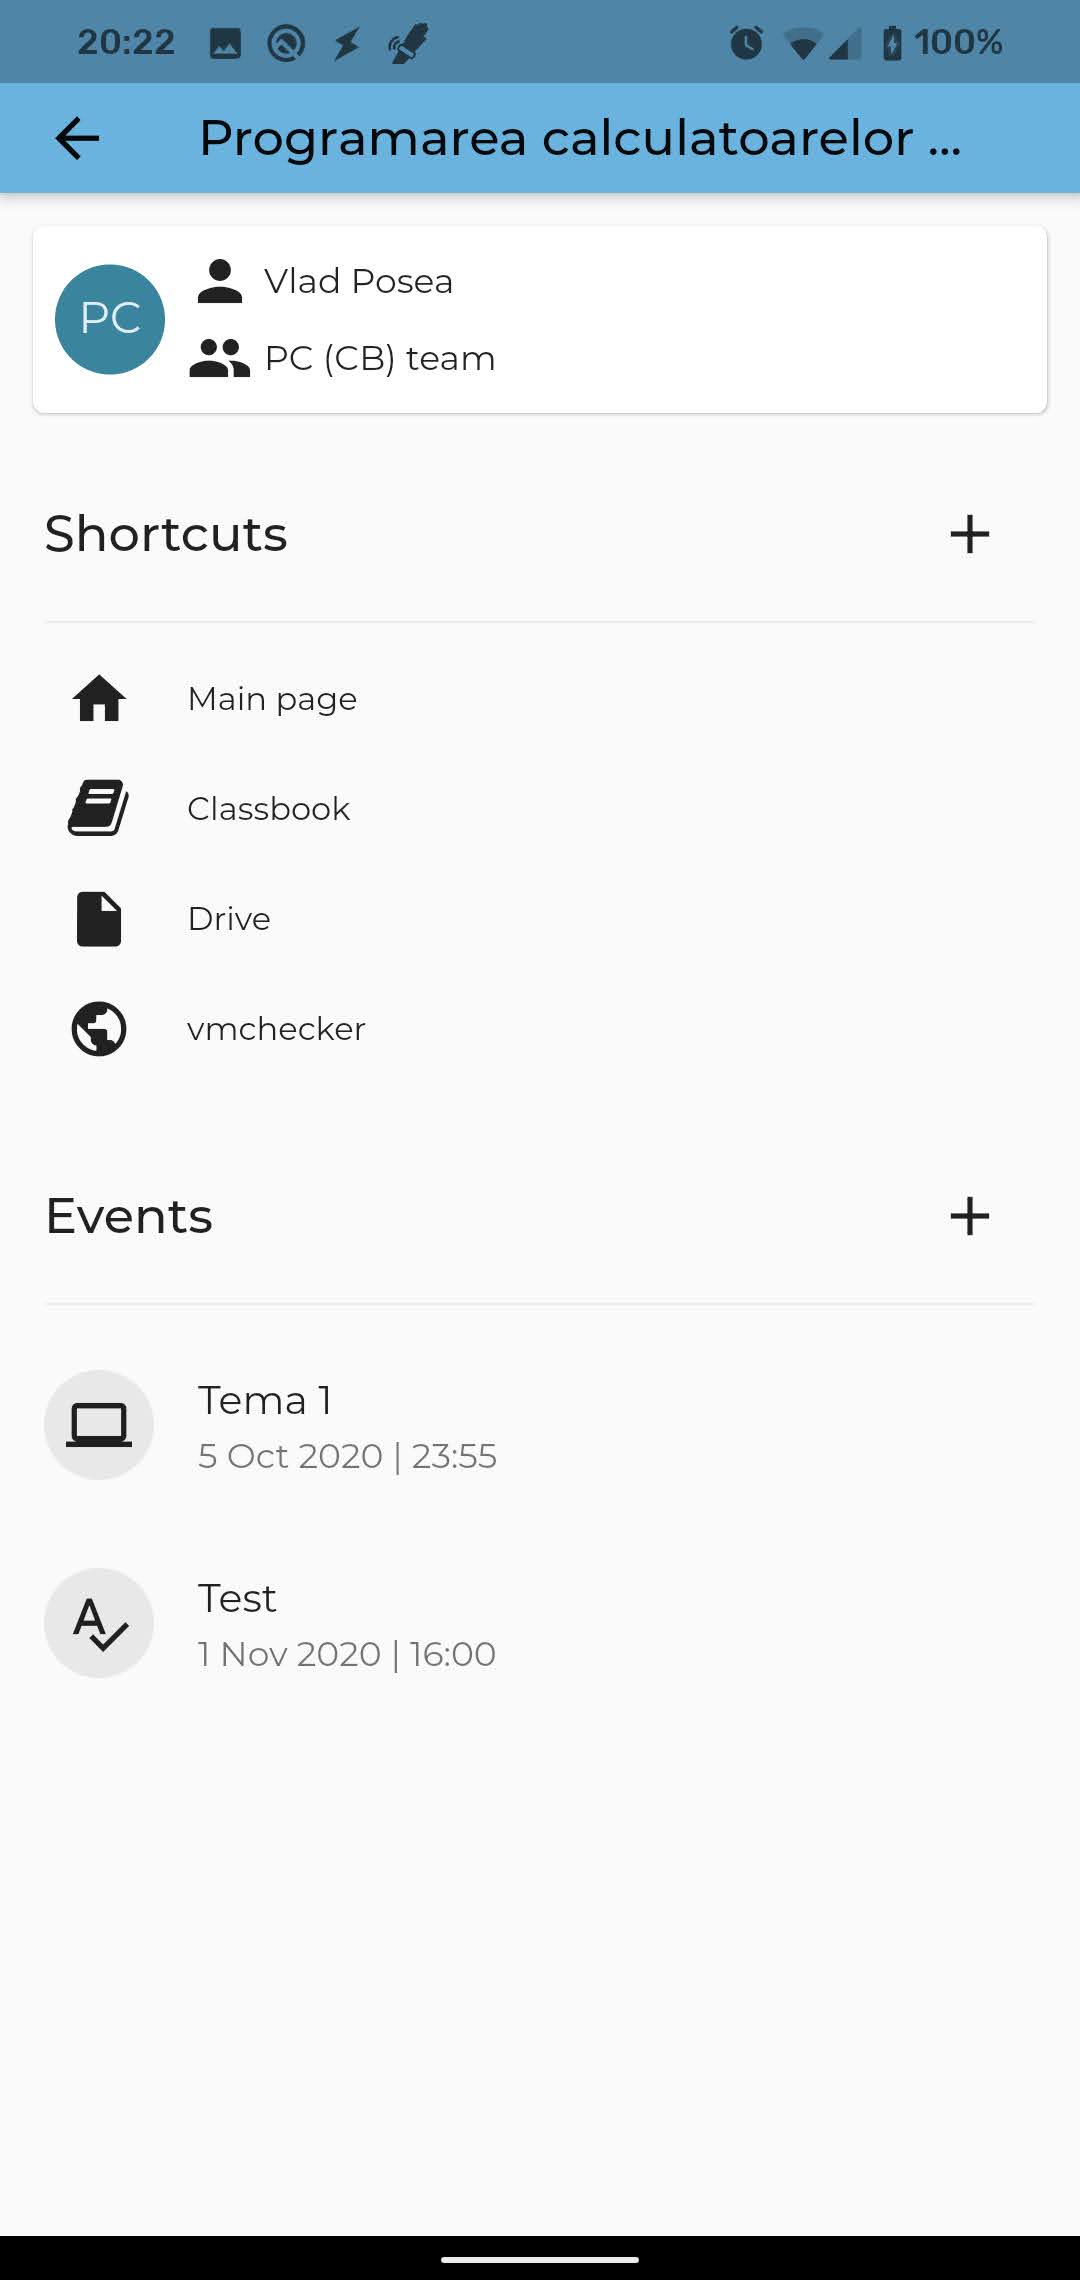 20:22 100%
Programarea calculatoarelor ...
PC
Vlad Posea
PC (CB) team
Shortcuts
Main page
Classbook
Drive
vmchecker
Events
Tema 1
5 Oct 2020 | 23:55
Test
1 Nov 2020 | 16:00